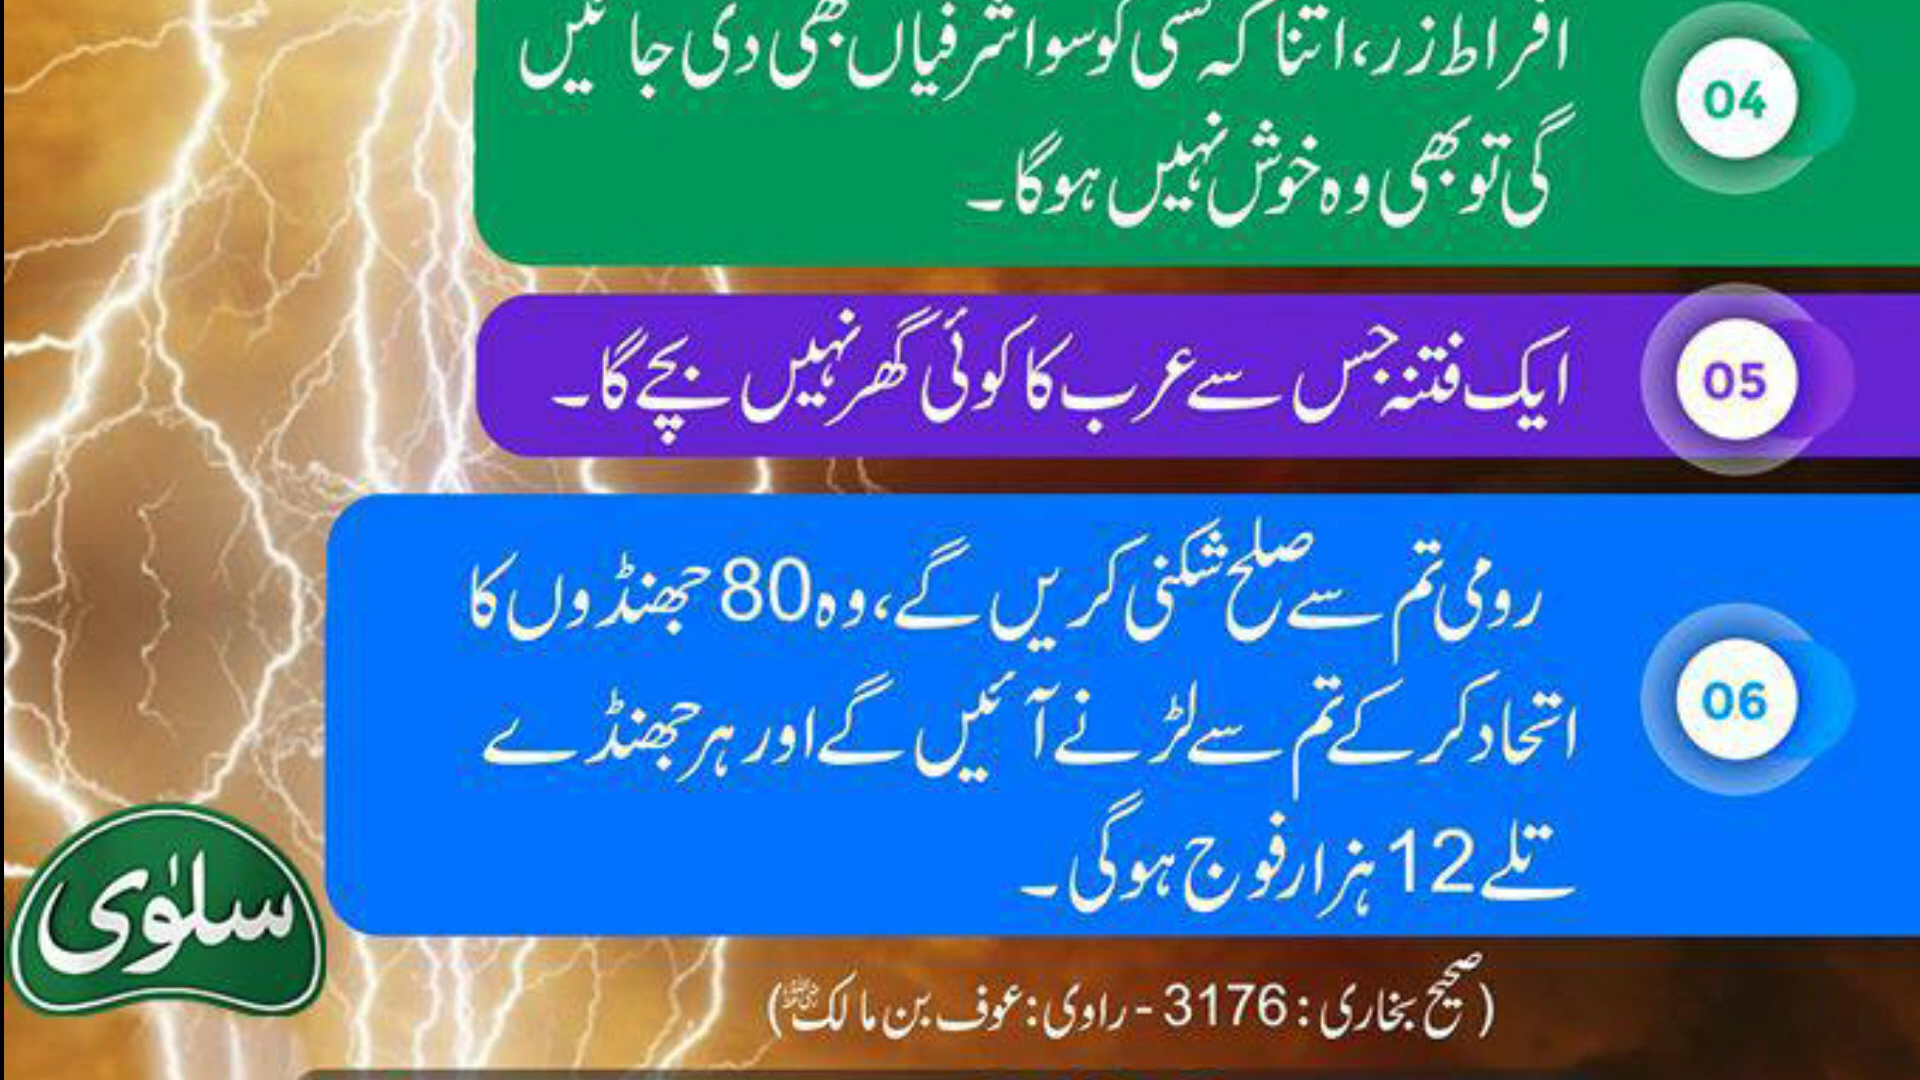 افراط زر، اتنا کہ کسی کو سو اشرفیاں بھی دی جائیں
گی تو بھی وہ خوش نہیں ہوگا۔
04
ایک فتنہ جس سے عرب کا کوئی گھر نہیں بچے گا۔
05
رومی تم سے صلح شکنی کریں گے، وہ 80 جھنڈوں کا
اتحاد کر کے تم سے لڑنے آئیں گے اور ہر جھنڈے
تلے 12 ہزار فوج ہوگی۔
06
سلوٰی
(صحیح بخاری : 3176 - راوی: عوف بن مالکؓ)